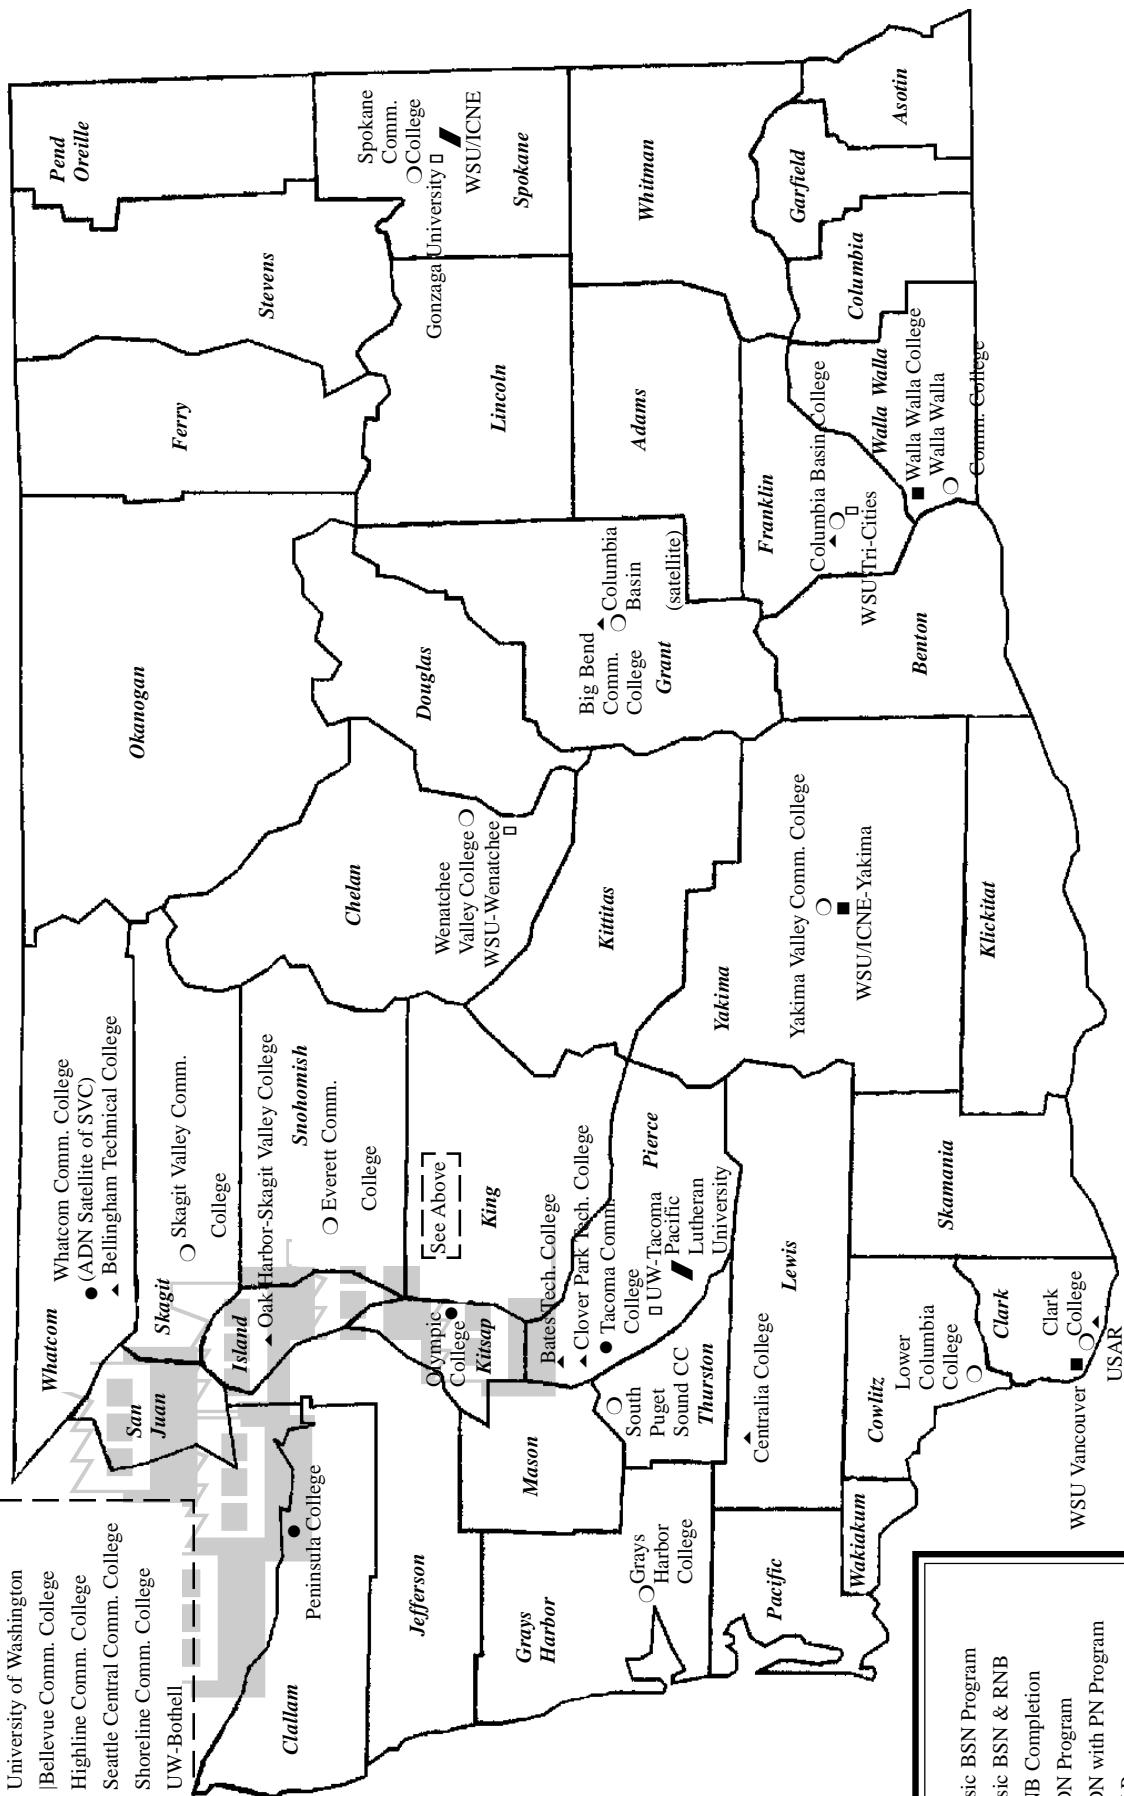 University of Washington
|Bellevue Comm. College
Highline Comm. College
Seattle Central Comm. College
Shoreline Comm. College
UW-Bothell
Whatcom
Whatcom Comm. College
(ADN Satellite of SVC)
Bellingham Technical College
San
Juan
Skagit
Skagit Valley Comm.
College
Island
Oak Harbor-Skagit Valley College
Snohomish
Everett Comm.
College
Okanogan
Chelan
Wenatchee
Valley College
WSU-Wenatchee
Douglas
Ferry
Stevens
Pend
Oreille
Spokane
Comm.
College
Gonzaga University
WSU/ICNE
Spokane
Lincoln
Clallam
Peninsula College
Jefferson
Olympic
College
Kitsap
See Above
King
Mason
Grays
Harbor
Grays
Harbor
College
Bates Tech. College
Clover Park Tech. College
Tacoma Comm.
College
UW-Tacoma
Pacific
Lutheran
University
Pierce
South
Puget
Sound CC
Thurston
Kittitas
Big Bend
Comm.
College
Columbia
Basin
(satellite)
Grant
Adams
Whitman
Centralia College
Lewis
Pacific
Wakiakum
Cowlitz
Lower
Columbia
College
Yakima
Yakima Valley Comm. College
WSU/ICNE-Yakima
Franklin
Columbia Basin College
WSU Tri-Cities
Benton
Walla Walla
Walla Walla College
Walla Walla
Comm. College
Columbia
Garfield
Asotin
Skamania
Klickitat
Clark
Clark
College
WSU Vancouver
USAR
sic BSN Program
sic BSN & RNB
NB Completion
DN Program
DN with PN Program